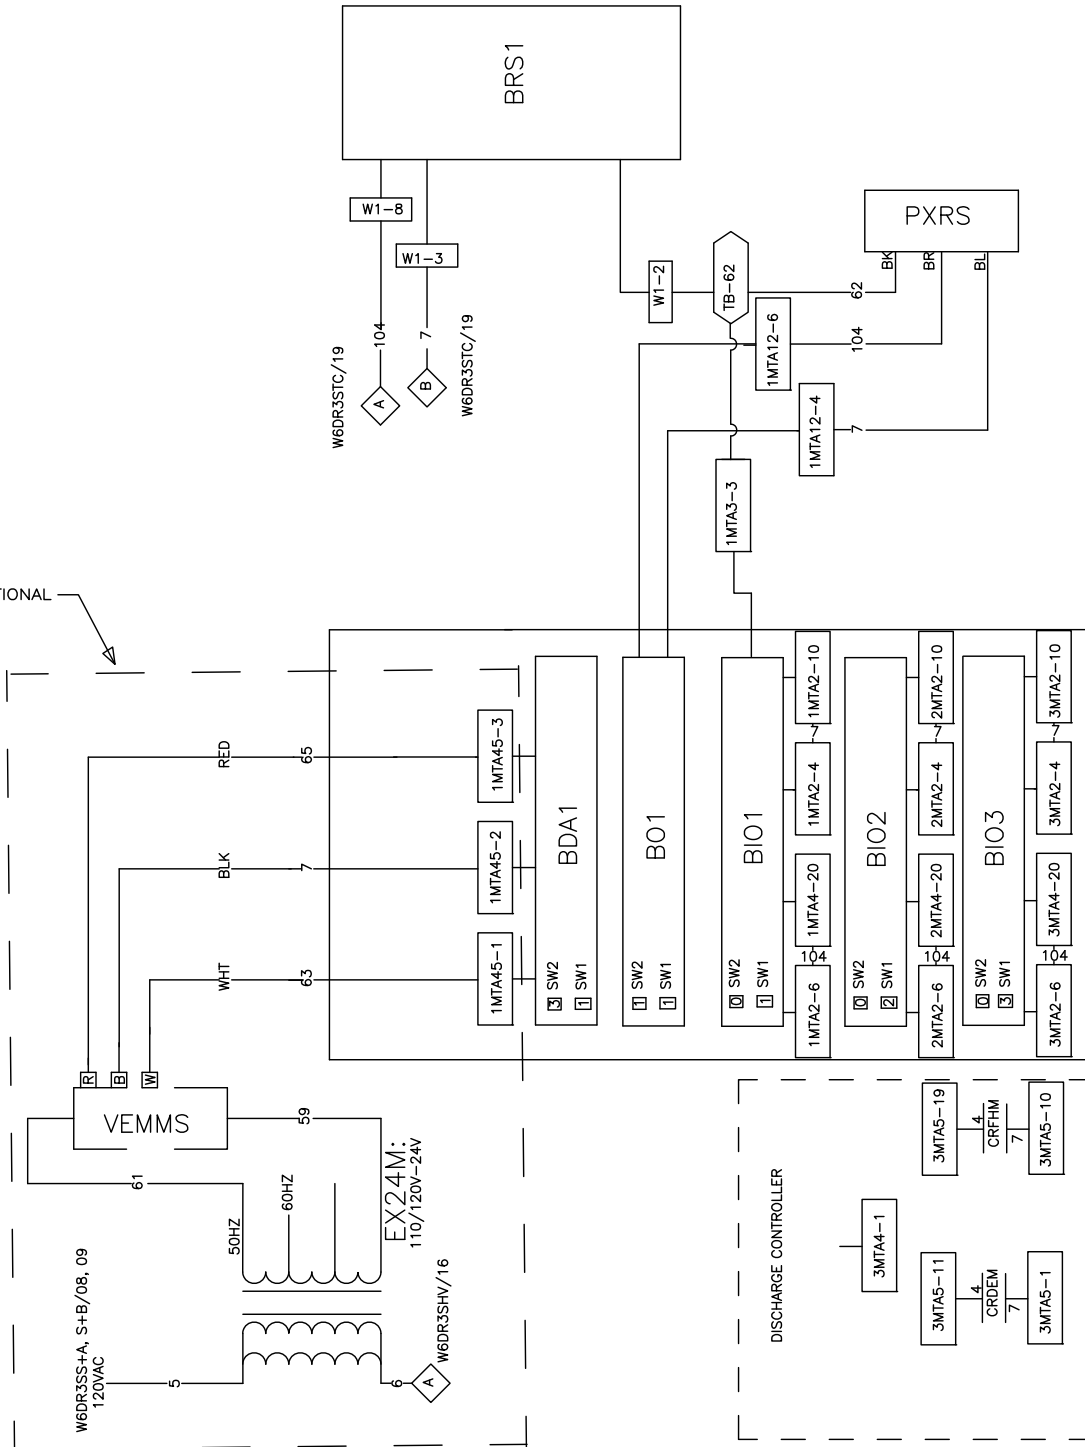 BRS1
W1-8
W1-3
104
7
W6DR3STC/19
A
B
W6DR3STC/19
PXRS
BK
BR
BL
W1-2
TB-62
62
1MTA12-6
104
1MTA12-4
7
1MTA3-3
TIONAL
RED
65
BLK
7
WHT
63
1MTA45-3
1MTA45-2
1MTA45-1
BDA1
3 SW2
1 SW1
BO1
1 SW2
1 SW1
BIO1
0 SW2
1 SW1
1MTA2-10
7
1MTA2-4
1MTA4-20
104
1MTA2-6
BIO2
0 SW2
2 SW1
2MTA2-10
7
2MTA2-4
2MTA4-20
104
2MTA2-6
BIO3
0 SW2
3 SW1
3MTA2-10
7
3MTA2-4
3MTA4-20
104
3MTA2-6
R
B
W
VEMMS
59
61
50HZ
60HZ
EX24M:
110/120V-24V
W6DR3SS+A, S+B/08, 09
120VAC
5
6
A
W6DR3SHV/16
DISCHARGE CONTROLLER
3MTA4-1
3MTA5-19
4
CRFHM
7
3MTA5-10
3MTA5-11
4
CRDEM
7
3MTA5-1